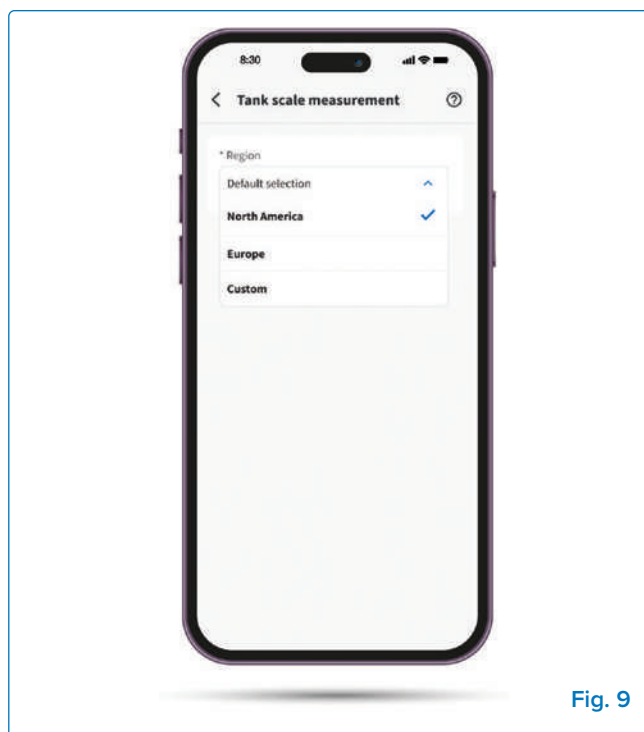 8:30
Tank scale measurement
* Region
Default selection
North America
Europe
Custom
Fig. 9